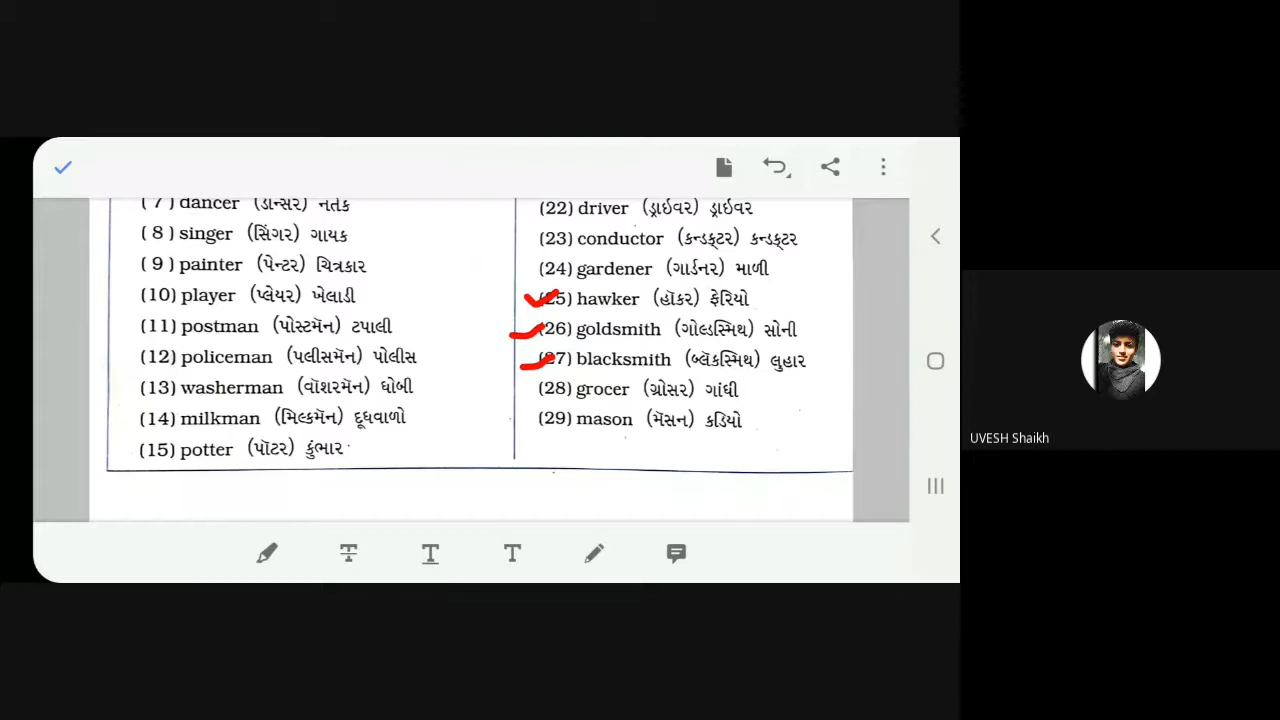 ( 7 ) dancer (ડાન્સર) નર્તક
( 8 ) singer (સિંગર) ગાયક
( 9 ) painter (પેન્ટર) ચિત્રકાર
(10) player (પ્લેયર) ખેલાડી
(11) postman (પોસ્ટમૅન) ટપાલી
(12) policeman (પલીસમૅન) પોલીસ
(13) washerman (વૉશરમૅન) ધોબી
(14) milkman (મિલ્કમૅન) દૂધવાળો
(15) potter (પૉટર) કુંભાર
(22) driver (ડ્રાઇવર) ડ્રાઇવર
(23) conductor (કન્ડક્ટર) કન્ડક્ટર
(24) gardener (ગાર્ડનર) માળી
(25) hawker (હૉકર) ફેરિયો
(26) goldsmith (ગોલ્ડસ્મિથ) સોની
(27) blacksmith (બ્લૅકસ્મિથ) લુહાર
(28) grocer (ગ્રોસર) ગાંધી
(29) mason (મૅસન) કડિયો
UVESH Shaikh